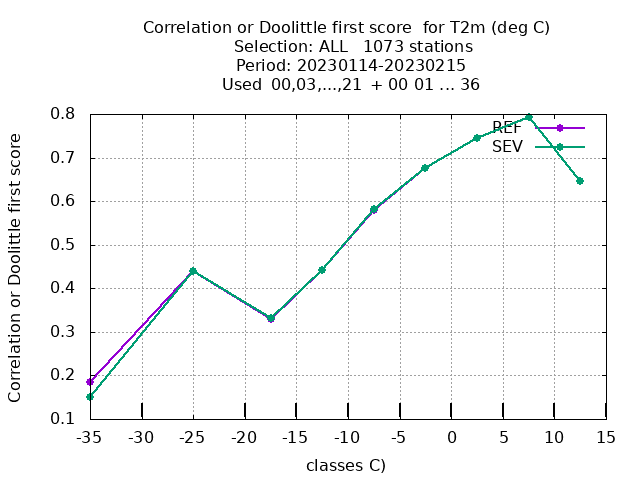 Correlation or Doolittle first score  for T2m (deg C)
Selection: ALL   1073 stations
Period: 20230114-20230215
Used  00,03,...,21  + 00 01 ... 36
Correlation or Doolittle first score
0.8
0.7
0.6
0.5
0.4
0.3
0.2
0.1
REF
SEV
-35 -30 -25 -20 -15 -10 -5 0 5 10 15
classes C)